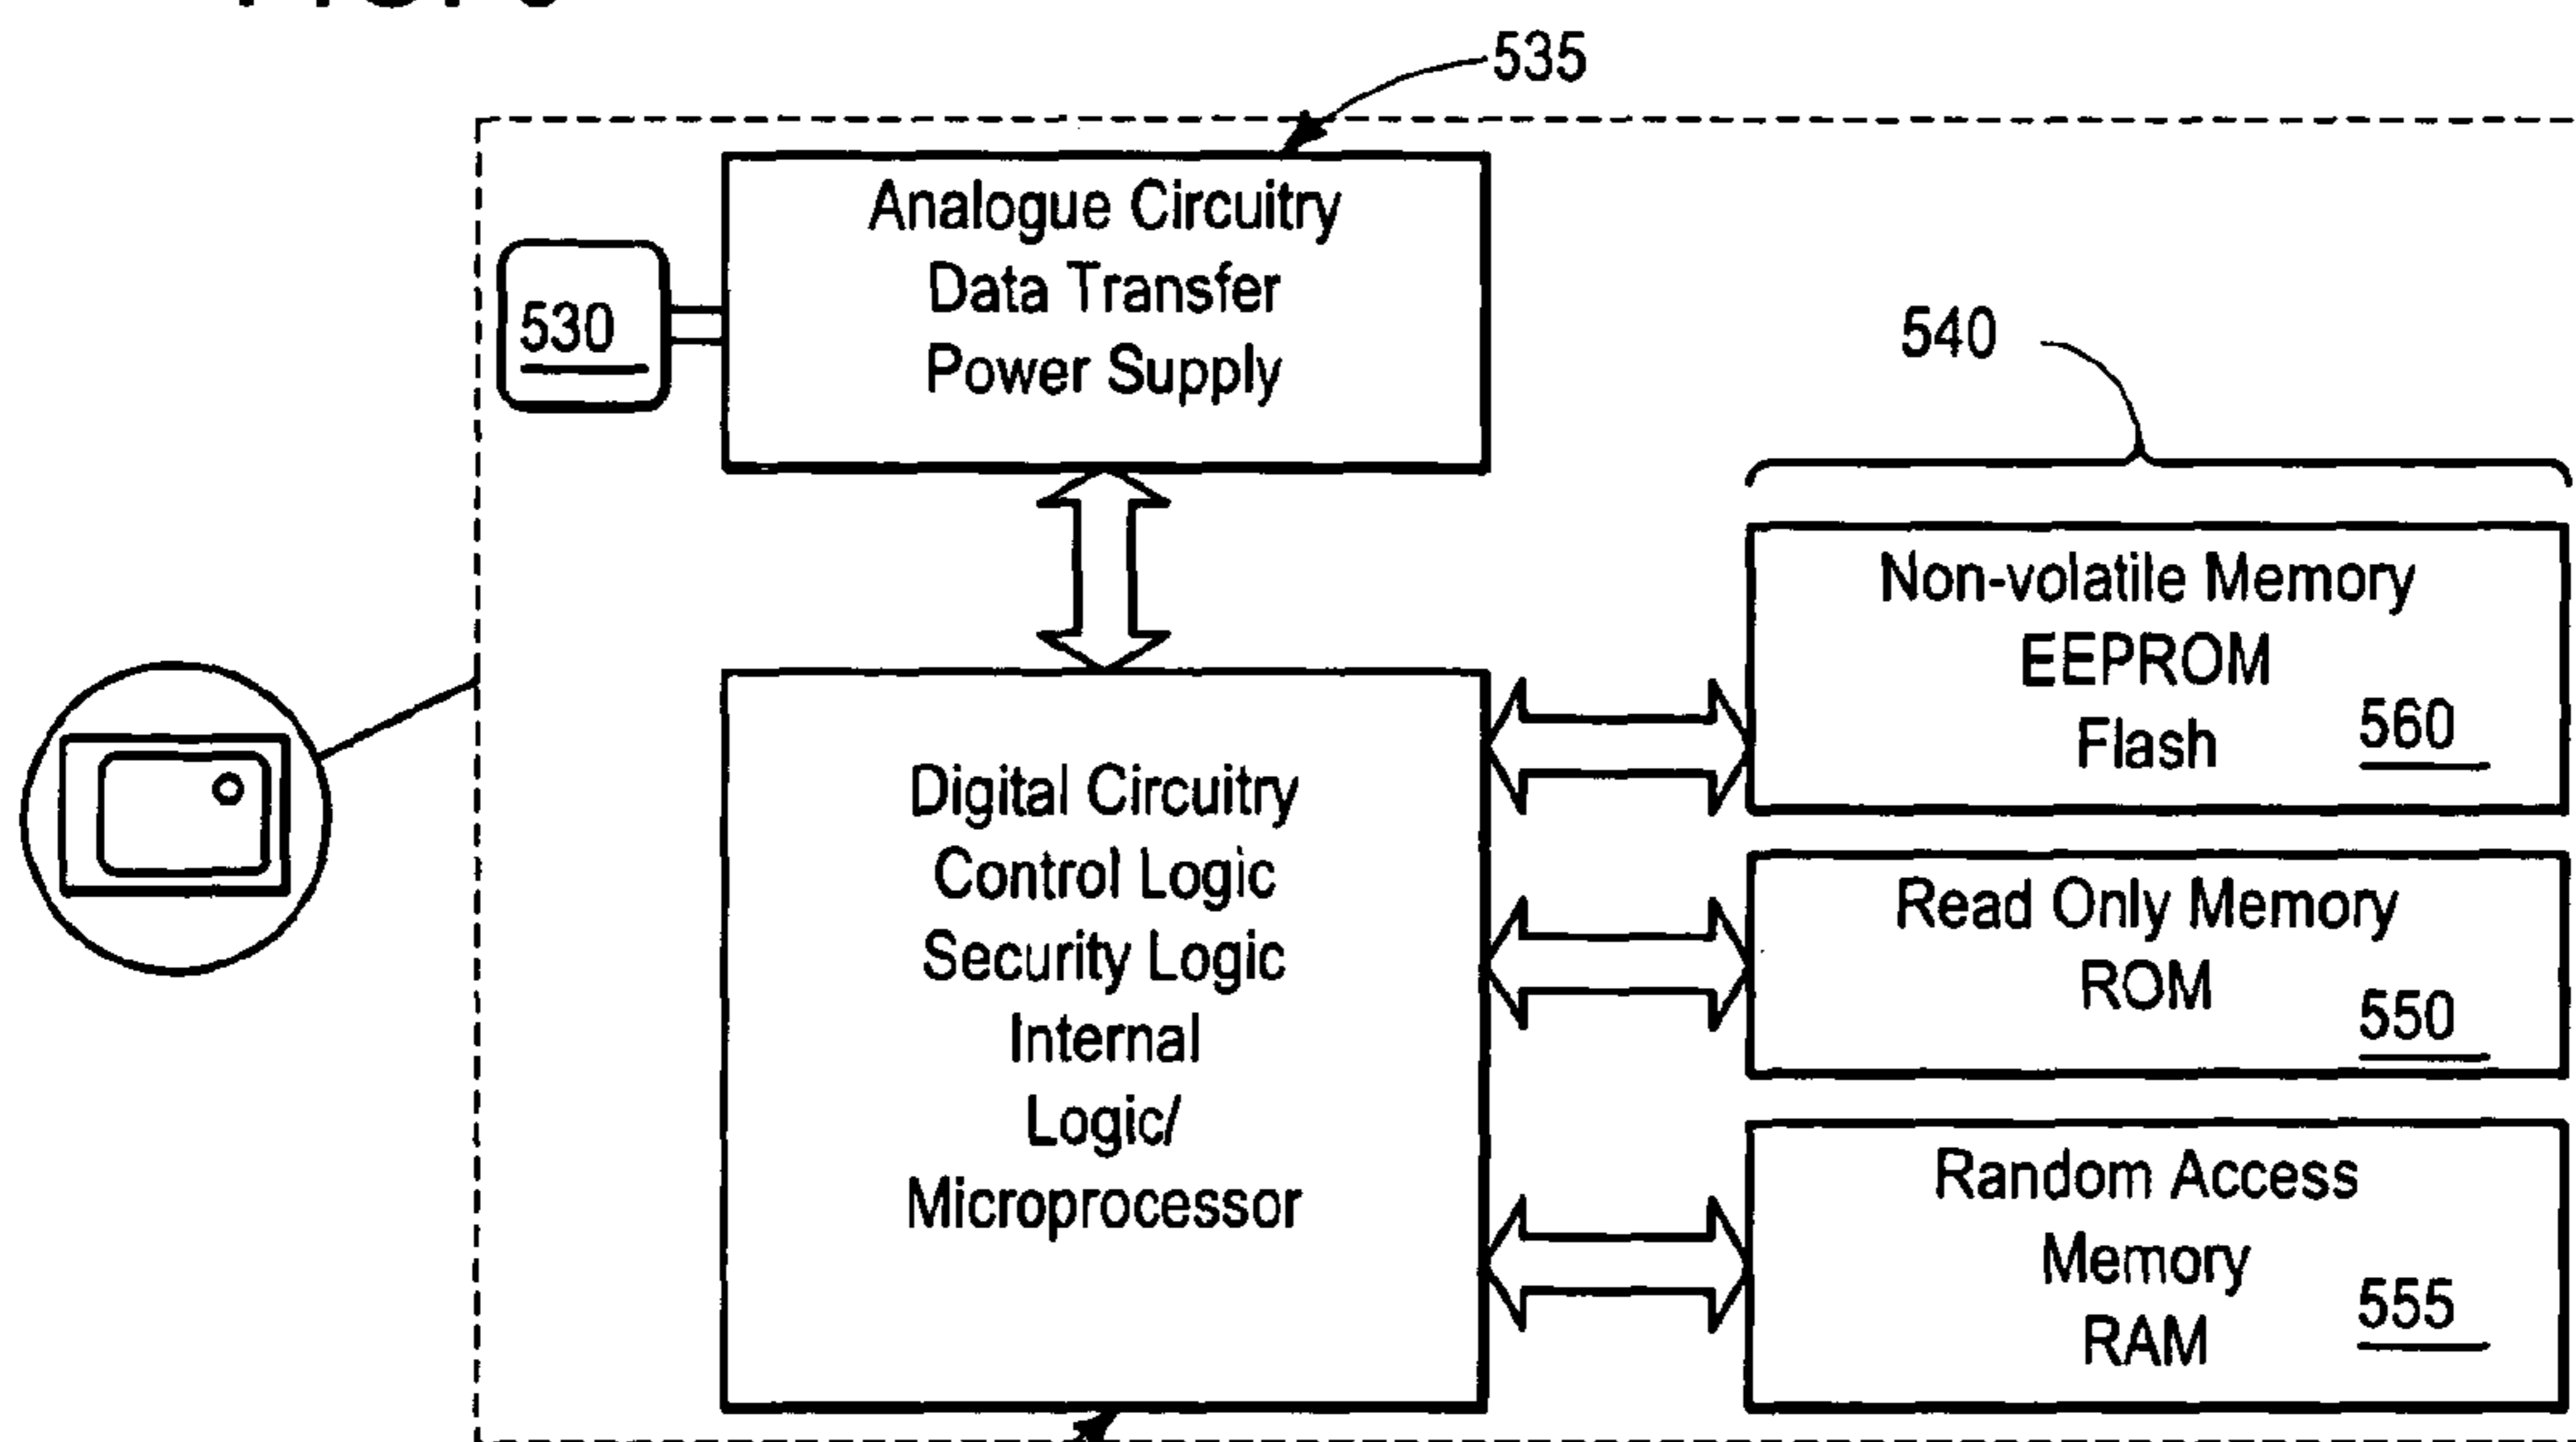 535
Analogue Circuitry
Data Transfer
Power Supply
530
540
Non-volatile Memory
EEPROM
Flash
560
Digital Circuitry
Control Logic
Security Logic
Internal
Logic/
Microprocessor
Read Only Memory
ROM
550
Random Access
Memory
RAM
555